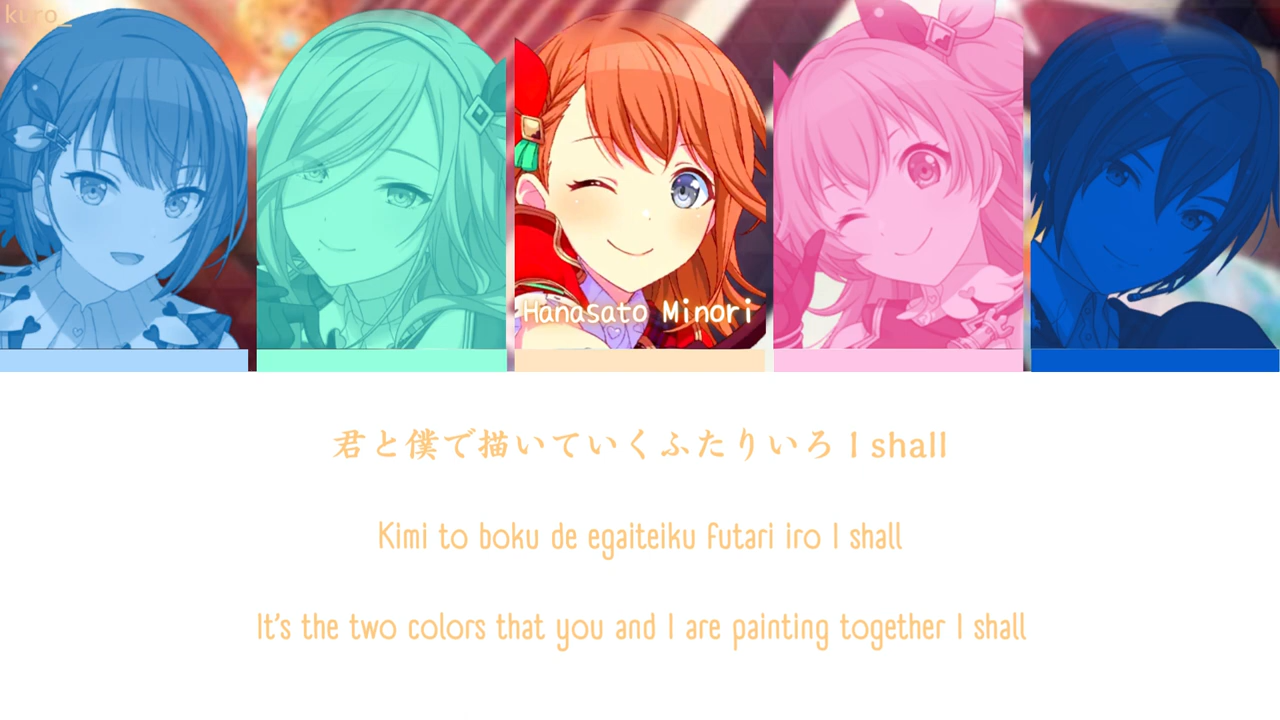 kuro_
Hanasato Minori
君と僕で描いていくふたりいろ I shall
Kimi to boku de egaiteiku futari iro I shall
It's the two colors that you and I are painting together I shall